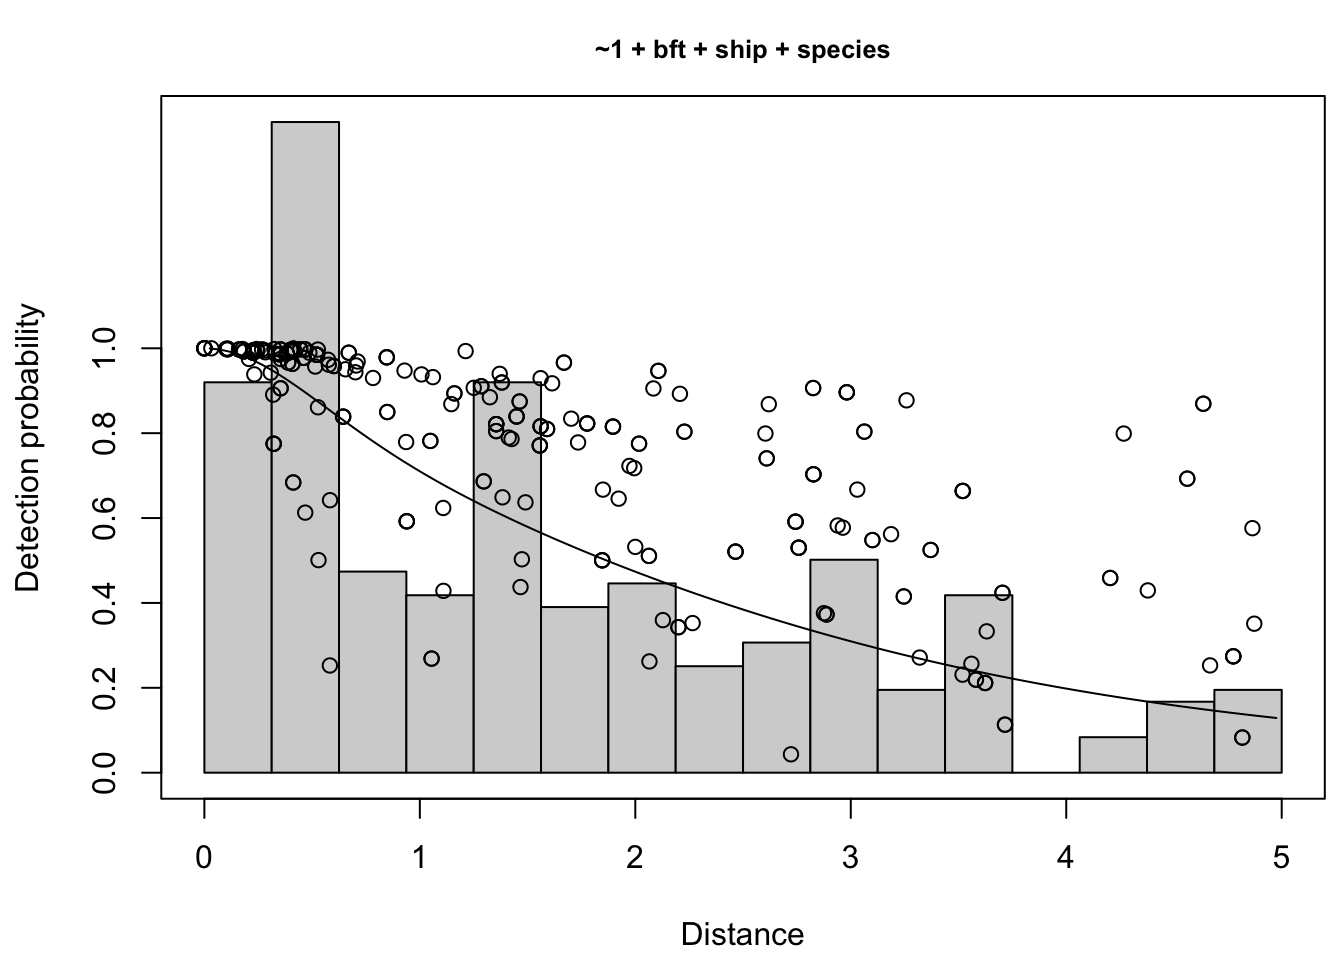 ~1 + bft + ship + species
Detection probability
1.0
0.8
0.6
0.4
0.2
0.0
0 1 2 3 4 5
Distance